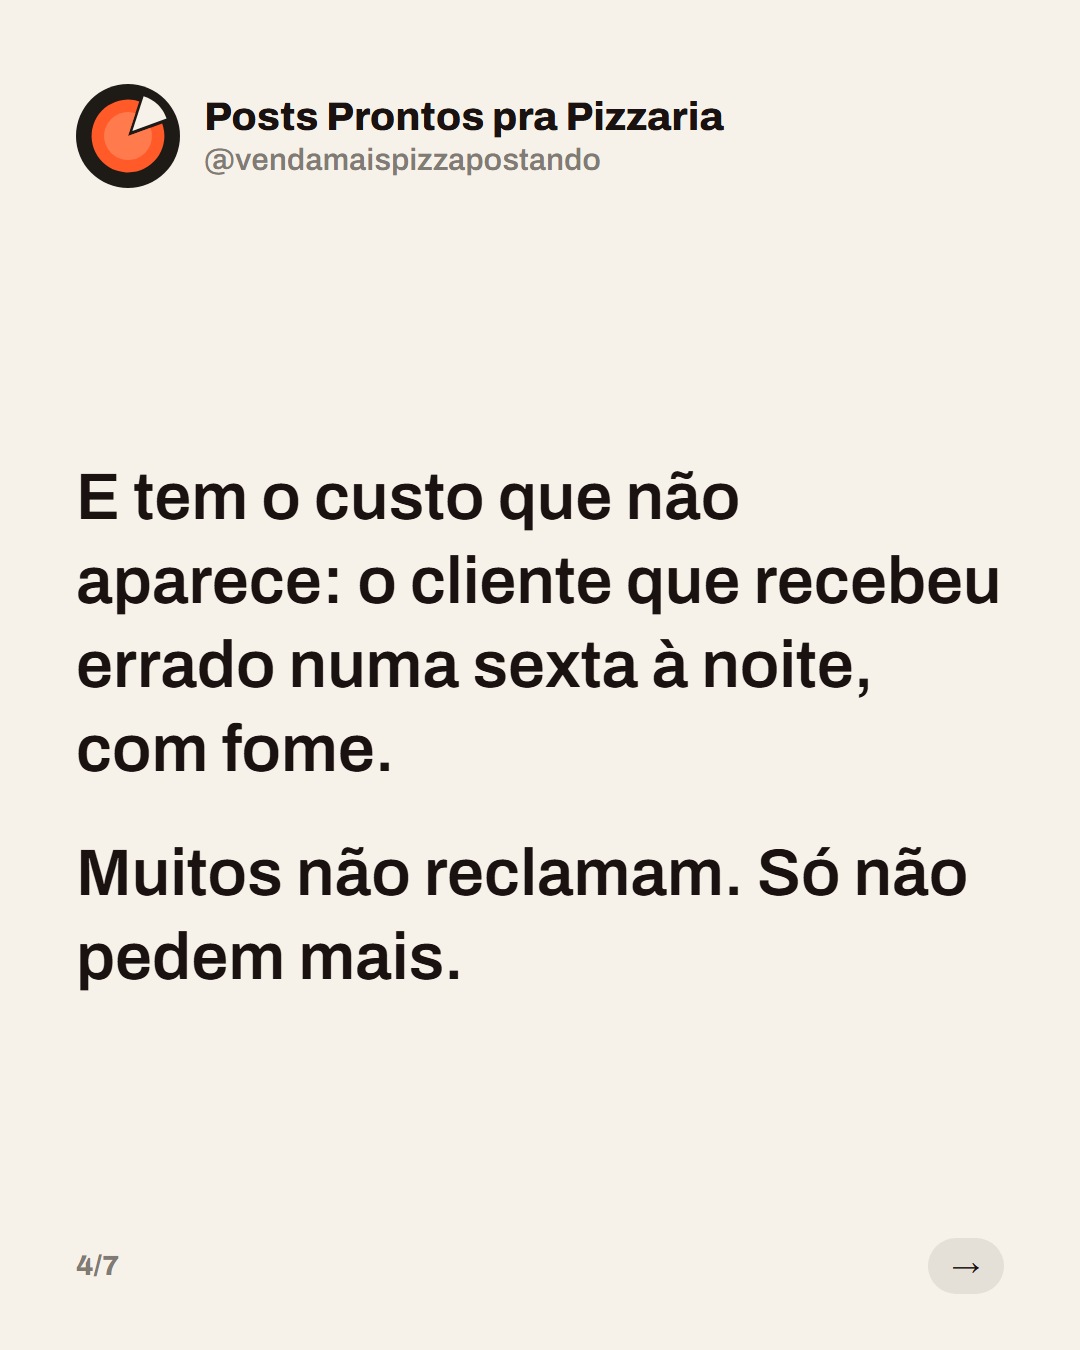 Posts Prontos pra Pizzaria
@vendamaispizzapostando
E tem o custo que não
aparece: o cliente que recebeu
errado numa sexta à noite,
com fome.
Muitos não reclamam. Só não
pedem mais.
4/7
→